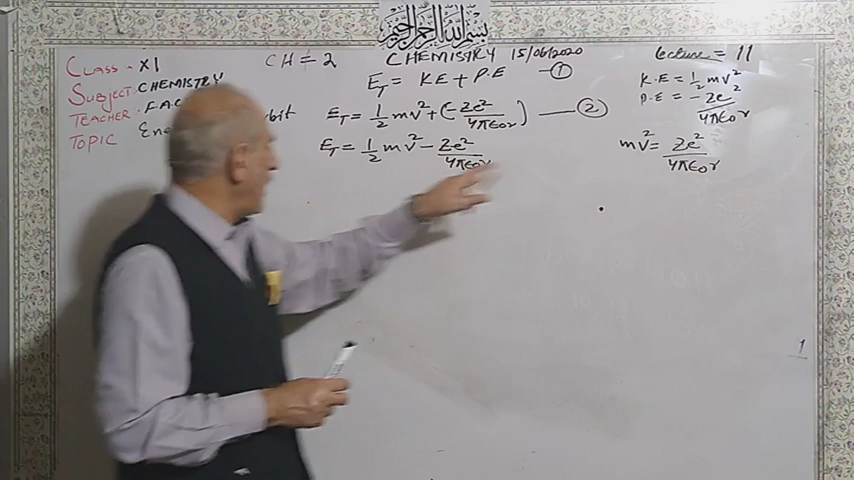 بسم الله الرحمن الرحيم
CLASS - XI
CH = 2
CHEMISTRY 15/06/2020
Lecture = 11
SUBJECT: CHEMISTRY
E_T = KE + P.E — ①
K.E = 1/2 mv²
TEACHER
TOPIC
E_T = 1/2 mv² + (- Ze²/4πε₀r) — ②
P.E = - Ze²/4πε₀r
E_T = 1/2 mv² - Ze²/4πε₀r
mv² = Ze²/4πε₀r